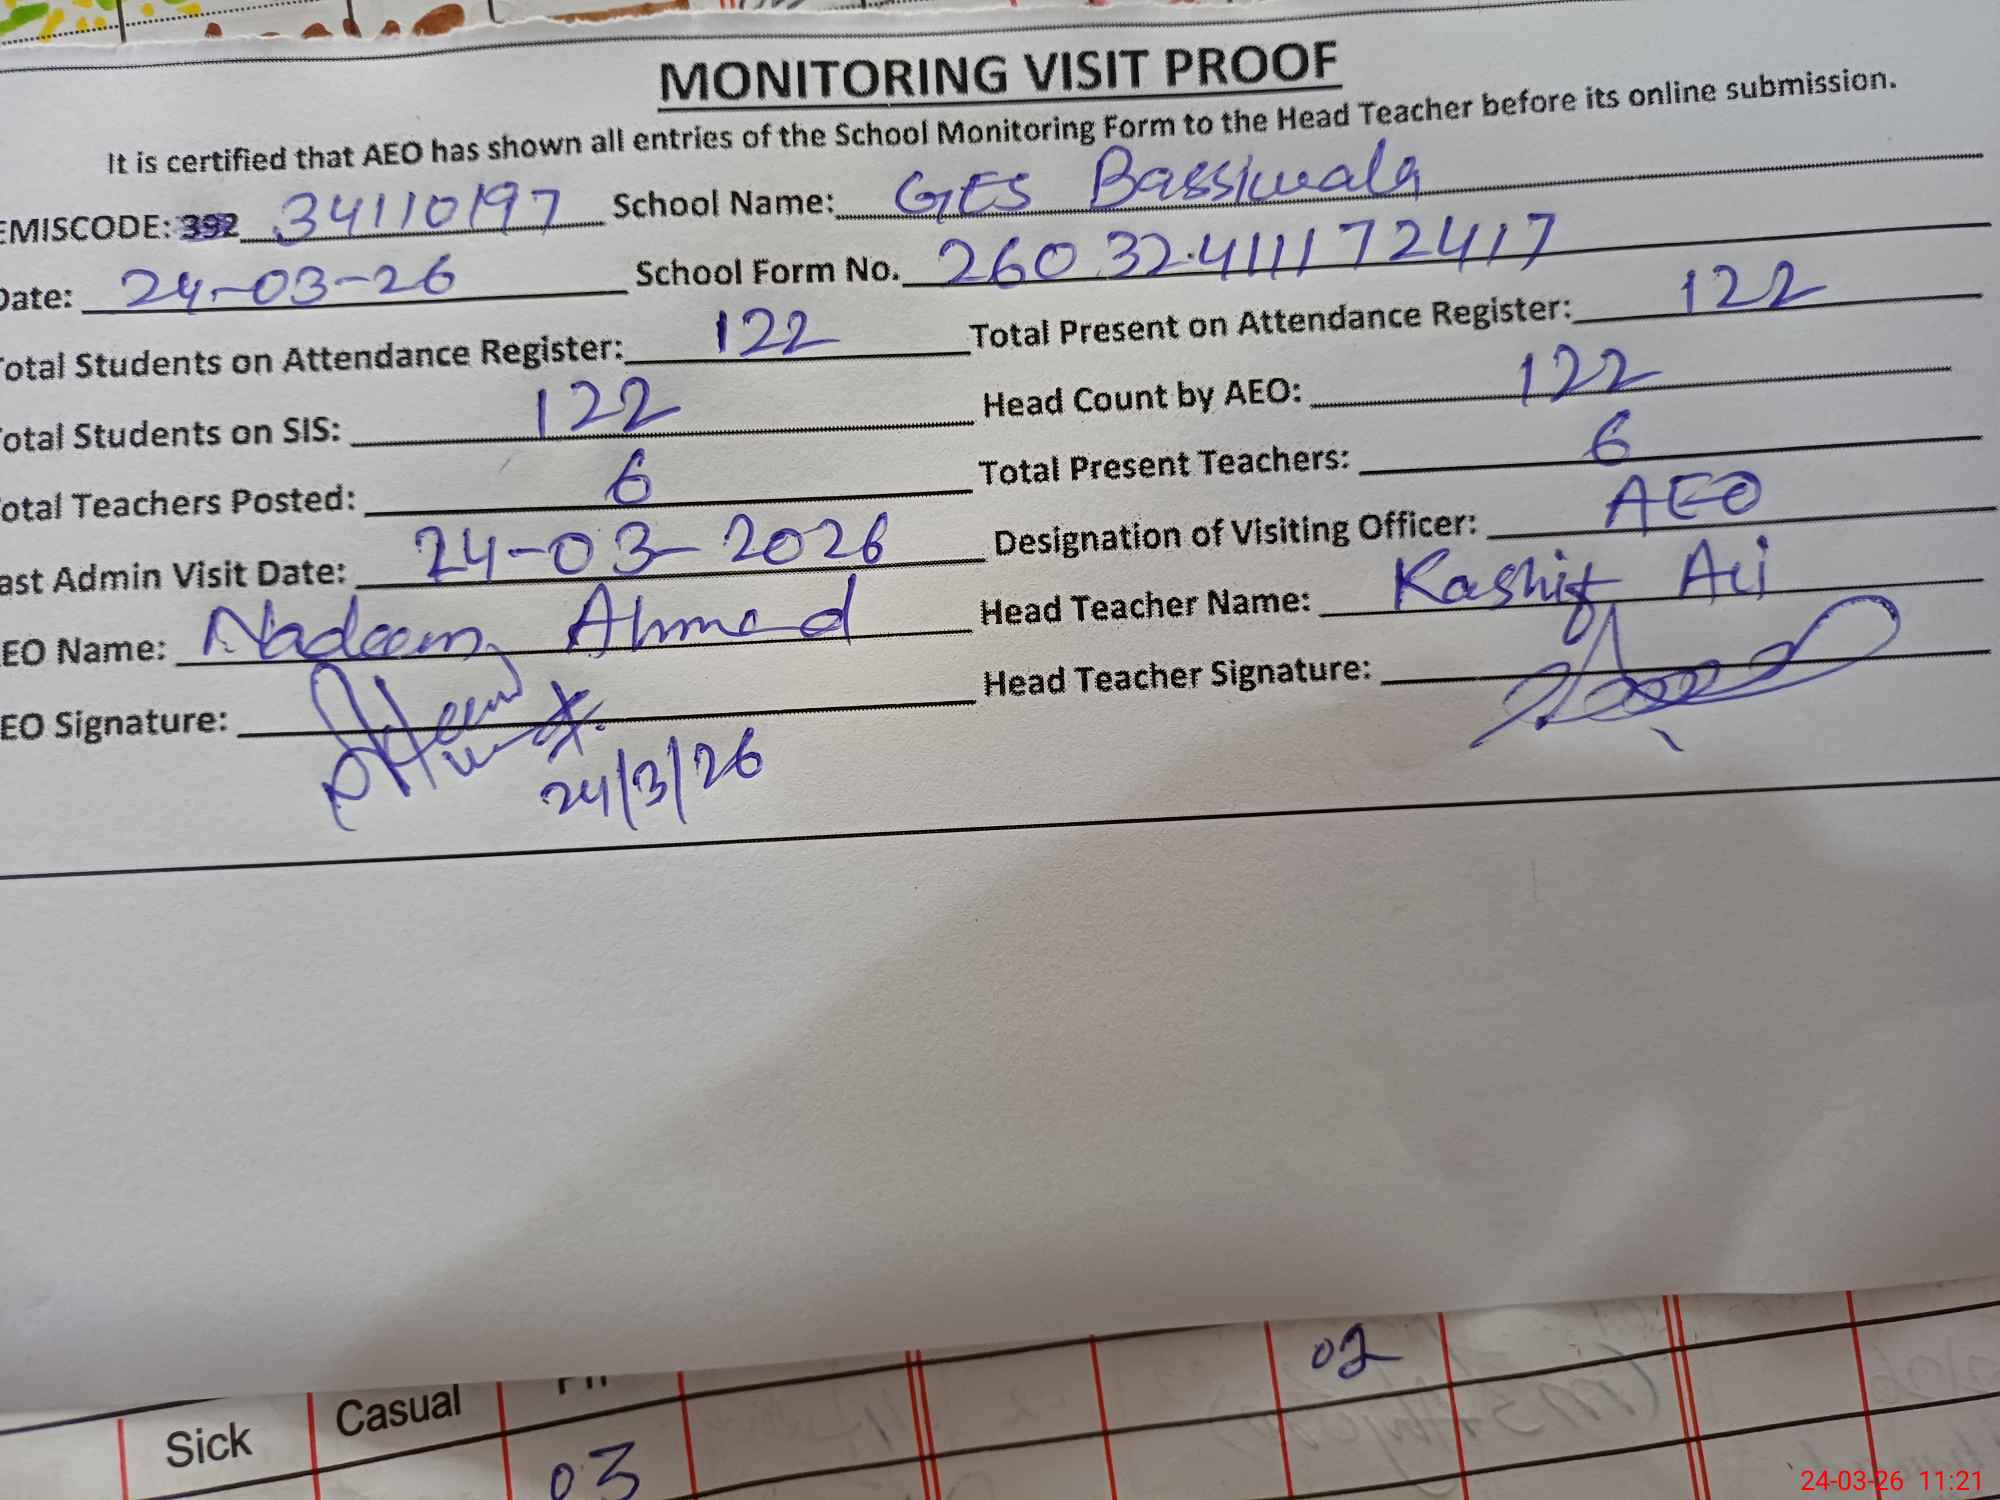 MONITORING VISIT PROOF
It is certified that AEO has shown all entries of the School Monitoring Form to the Head Teacher before its online submission.
EMISCODE: 34110197 School Name: GES Bassiwala
Date: 24-03-26 School Form No. 26032411172417
Total Students on Attendance Register: 122 Total Present on Attendance Register: 122
Total Students on SIS: 122 Head Count by AEO: 122
Total Teachers Posted: 6 Total Present Teachers: 6
Last Admin Visit Date: 24-03-2026 Designation of Visiting Officer: AEO
EO Name: Nadeem Ahmad Head Teacher Name: Kashif Ali
EO Signature: Head Teacher Signature:
24/3/26
02
Sick Casual
03
24-03-26 11:21